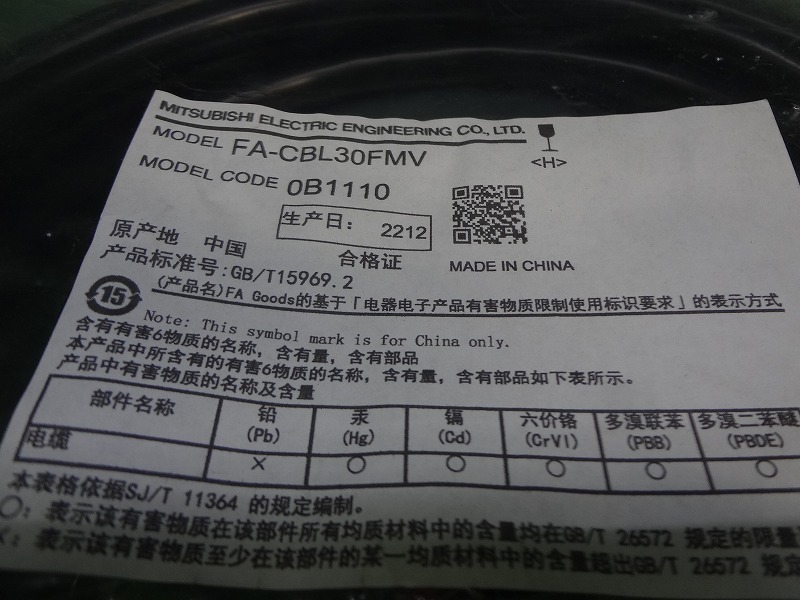 MITSUBISHI ELECTRIC ENGINEERING CO., LTD.
MODEL FA-CBL30FMV
<H>
MODEL CODE 0B1110
生产日: 2212
原产地 中国
合格证
MADE IN CHINA
产品标准号:GB/T15969.2
15
(产品名)FA Goods的基于「电器电子产品有害物质限制使用标识要求」的表示方式
Note: This symbol mark is for China only.
含有有害6物质的名称, 含有量, 含有部品
本产品中所含有的有害6物质的名称, 含有量, 含有部品如下表所示。
产品中有害物质的名称及含量
部件名称 铅 (Pb) 汞 (Hg) 镉 (Cd) 六价铬 (CrVI) 多溴联苯 (PBB) 多溴二苯醚 (PBDE)
电缆 × ○ ○ ○ ○ ○
本表格依据SJ/T 11364 的规定编制。
○: 表示该有害物质在该部件所有均质材料中的含量均在GB/T 26572 规定的限量
×: 表示该有害物质至少在该部件的某一均质材料中的含量超出GB/T 26572 规定